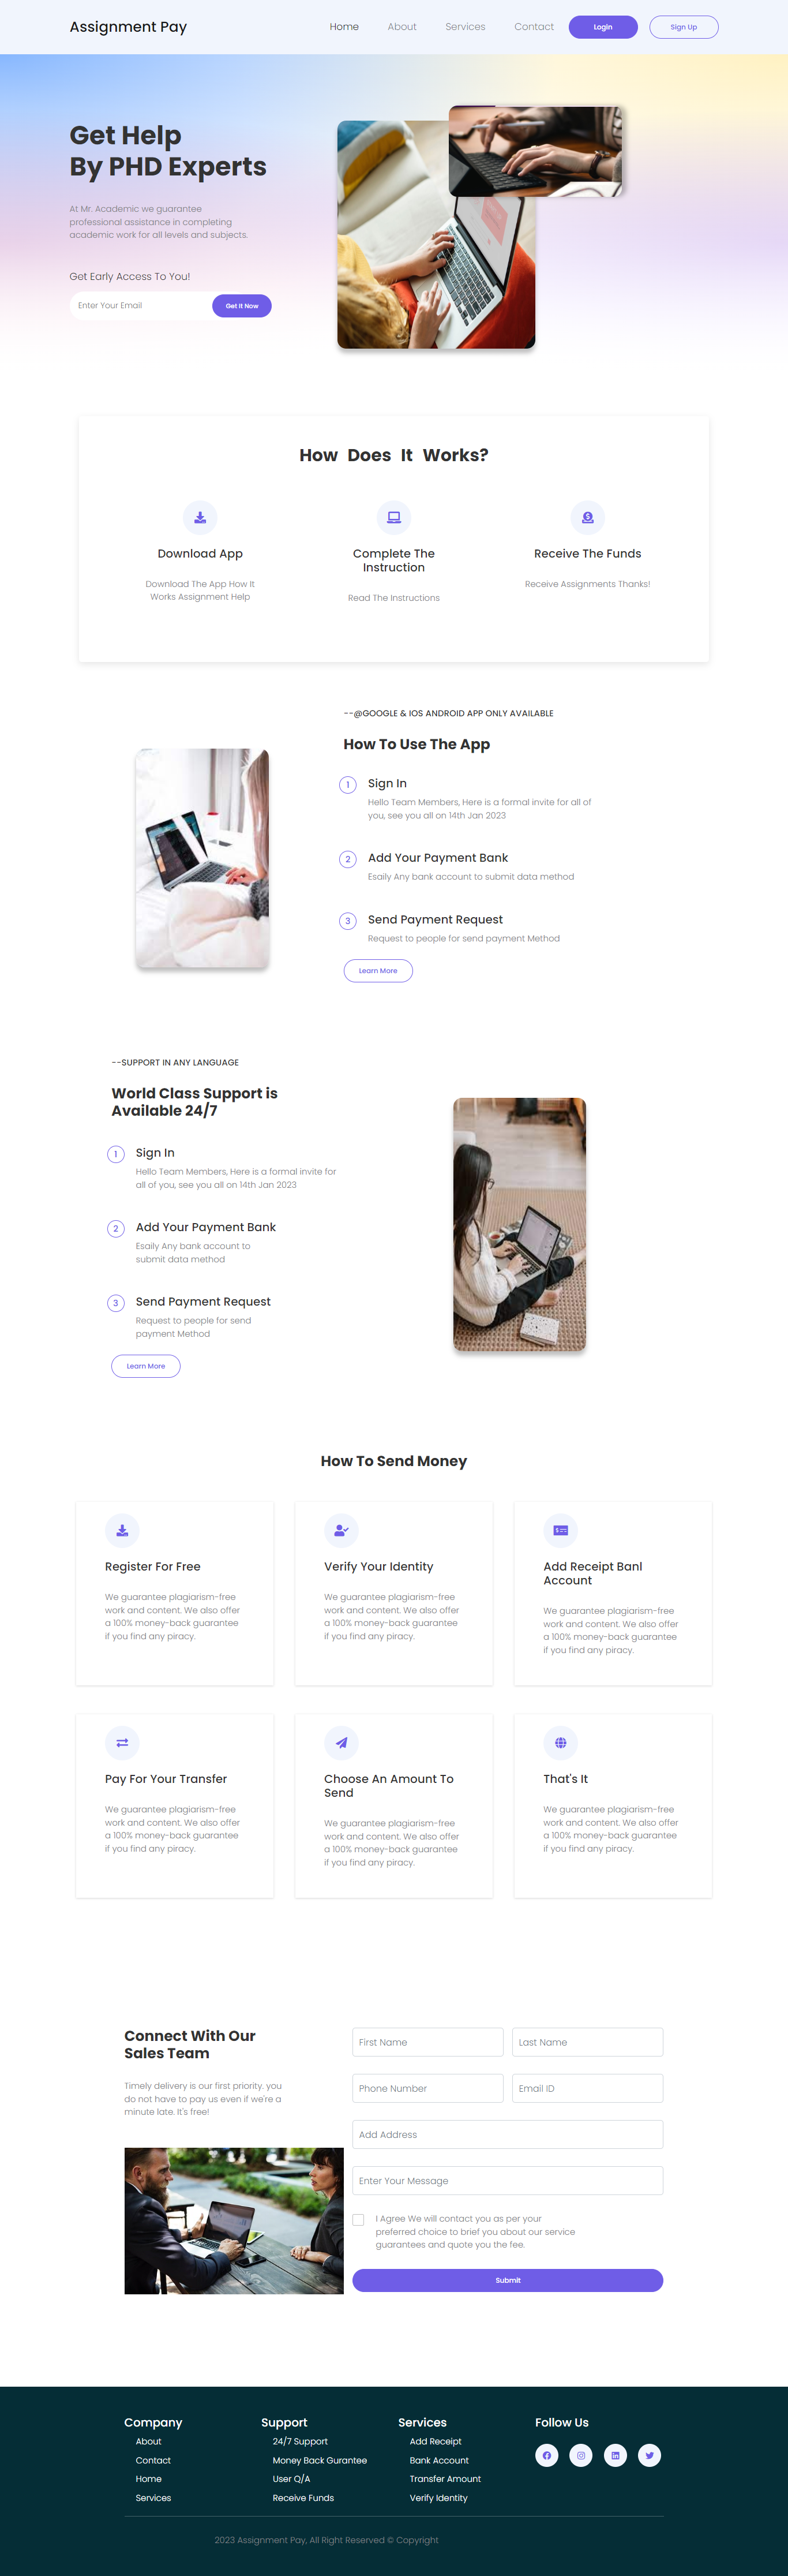 Assignment Pay
Home About Services Contact Login Sign Up
Get Help
By PHD Experts
At Mr. Academic we guarantee
professional assistance in completing
academic work for all levels and subjects.
Get Early Access To You!
Enter Your Email Get It Now
How Does It Works?
Download App
Download The App How It
Works Assignment Help
Complete The
Instruction
Read The Instructions
Receive The Funds
Receive Assignments Thanks!
--@GOOGLE & IOS ANDROID APP ONLY AVAILABLE
How To Use The App
1 Sign In
Hello Team Members, Here is a formal invite for all of
you, see you all on 14th Jan 2023
2 Add Your Payment Bank
Esaily Any bank account to submit data method
3 Send Payment Request
Request to people for send payment Method
Learn More
--SUPPORT IN ANY LANGUAGE
World Class Support is
Available 24/7
1 Sign In
Hello Team Members, Here is a formal invite for
all of you, see you all on 14th Jan 2023
2 Add Your Payment Bank
Esaily Any bank account to
submit data method
3 Send Payment Request
Request to people for send
payment Method
Learn More
How To Send Money
Register For Free
We guarantee plagiarism-free
work and content. We also offer
a 100% money-back guarantee
if you find any piracy.
Verify Your Identity
We guarantee plagiarism-free
work and content. We also offer
a 100% money-back guarantee
if you find any piracy.
Add Receipt Banl
Account
We guarantee plagiarism-free
work and content. We also offer
a 100% money-back guarantee
if you find any piracy.
Pay For Your Transfer
We guarantee plagiarism-free
work and content. We also offer
a 100% money-back guarantee
if you find any piracy.
Choose An Amount To
Send
We guarantee plagiarism-free
work and content. We also offer
a 100% money-back guarantee
if you find any piracy.
That's It
We guarantee plagiarism-free
work and content. We also offer
a 100% money-back guarantee
if you find any piracy.
Connect With Our
Sales Team
Timely delivery is our first priority. you
do not have to pay us even if we're a
minute late. It's free!
First Name Last Name
Phone Number Email ID
Add Address
Enter Your Message
I Agree We will contact you as per your
preferred choice to brief you about our service
guarantees and quote you the fee.
Submit
Company
About
Contact
Home
Services
Support
24/7 Support
Money Back Gurantee
User Q/A
Receive Funds
Services
Add Receipt
Bank Account
Transfer Amount
Verify Identity
Follow Us
2023 Assignment Pay, All Right Reserved © Copyright